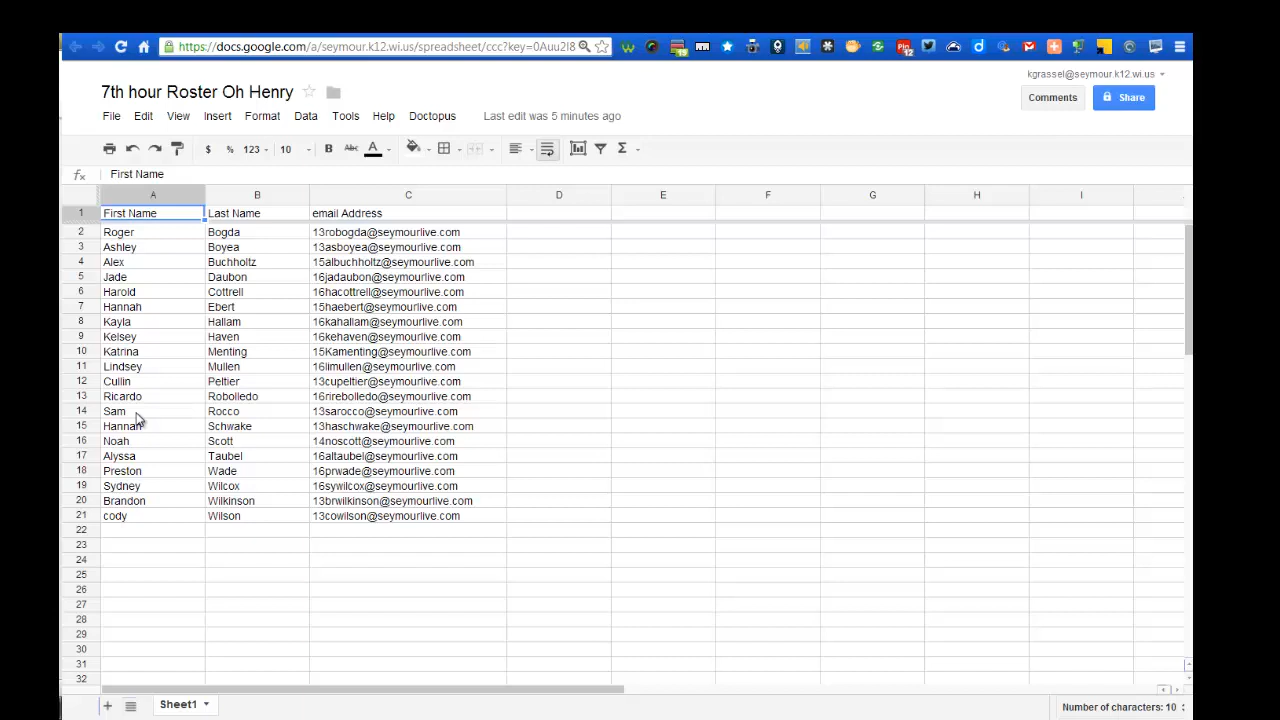 https://docs.google.com/a/seymour.k12.wi.us/spreadsheet/ccc?key=0Auu2I8
kgrassel@seymour.k12.wi.us
7th hour Roster Oh Henry
Comments Share
File Edit View Insert Format Data Tools Help Doctopus Last edit was 5 minutes ago
$ % 123 10 B Abc A Σ
fx First Name
A B C D E F G H I
1 First Name Last Name email Address
2 Roger Bogda 13robogda@seymourlive.com
3 Ashley Boyea 13asboyea@seymourlive.com
4 Alex Buchholtz 15albuchholtz@seymourlive.com
5 Jade Daubon 16jadaubon@seymourlive.com
6 Harold Cottrell 16hacottrell@seymourlive.com
7 Hannah Ebert 15haebert@seymourlive.com
8 Kayla Hallam 16kahallam@seymourlive.com
9 Kelsey Haven 16kehaven@seymourlive.com
10 Katrina Menting 15Kamenting@seymourlive.com
11 Lindsey Mullen 16limullen@seymourlive.com
12 Cullin Peltier 13cupeltier@seymourlive.com
13 Ricardo Robolledo 16rirebolledo@seymourlive.com
14 Sam Rocco 13sarocco@seymourlive.com
15 Hannah Schwake 13haschwake@seymourlive.com
16 Noah Scott 14noscott@seymourlive.com
17 Alyssa Taubel 16altaubel@seymourlive.com
18 Preston Wade 16prwade@seymourlive.com
19 Sydney Wilcox 16sywilcox@seymourlive.com
20 Brandon Wilkinson 13brwilkinson@seymourlive.com
21 cody Wilson 13cowilson@seymourlive.com
22
23
24
25
26
27
28
29
30
31
32
Sheet1 Number of characters: 10